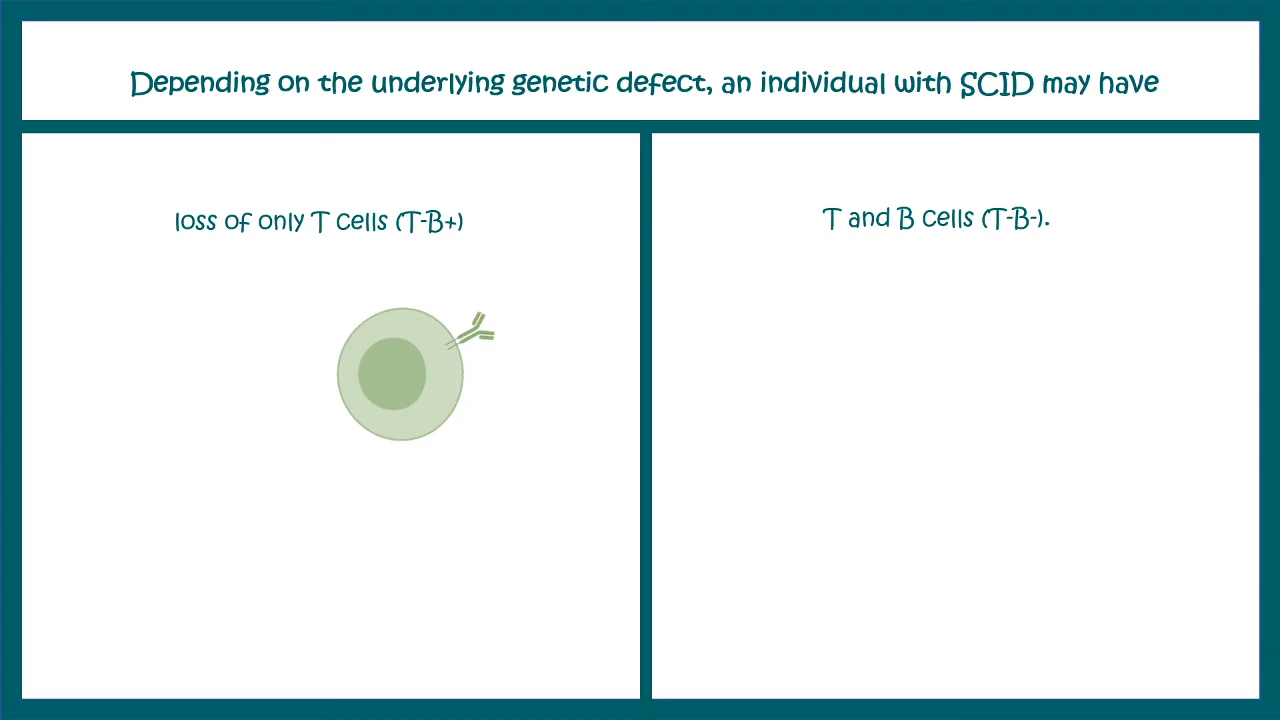 Depending on the underlying genetic defect, an individual with SCID may have
loss of only T cells (T-B+)
T and B cells (T-B-).